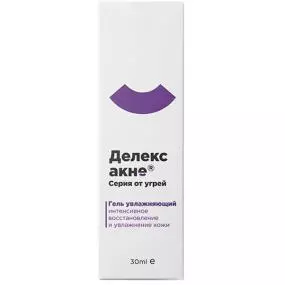 Делекс
акне®
Серия от угрей
Гель увлажняющий
интенсивное
восстановление
и увлажнение кожи
30ml e